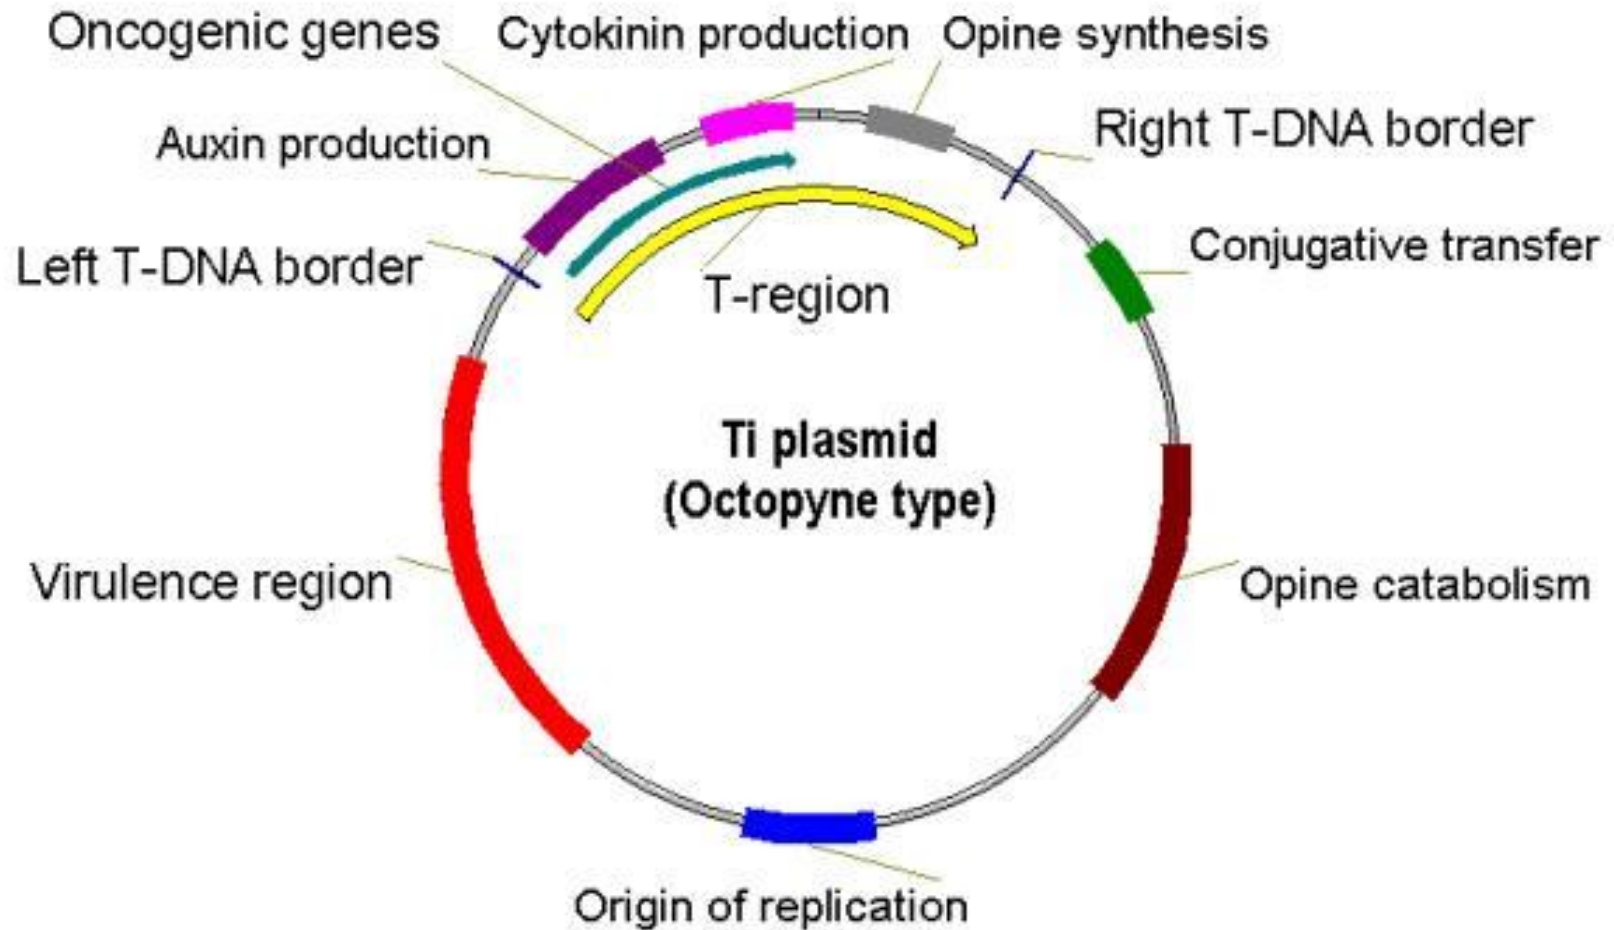 Oncogenic genes
Cytokinin production
Opine synthesis
Auxin production
Right T-DNA border
Left T-DNA border
Conjugative transfer
T-region
Ti plasmid
(Octopyne type)
Virulence region
Opine catabolism
Origin of replication